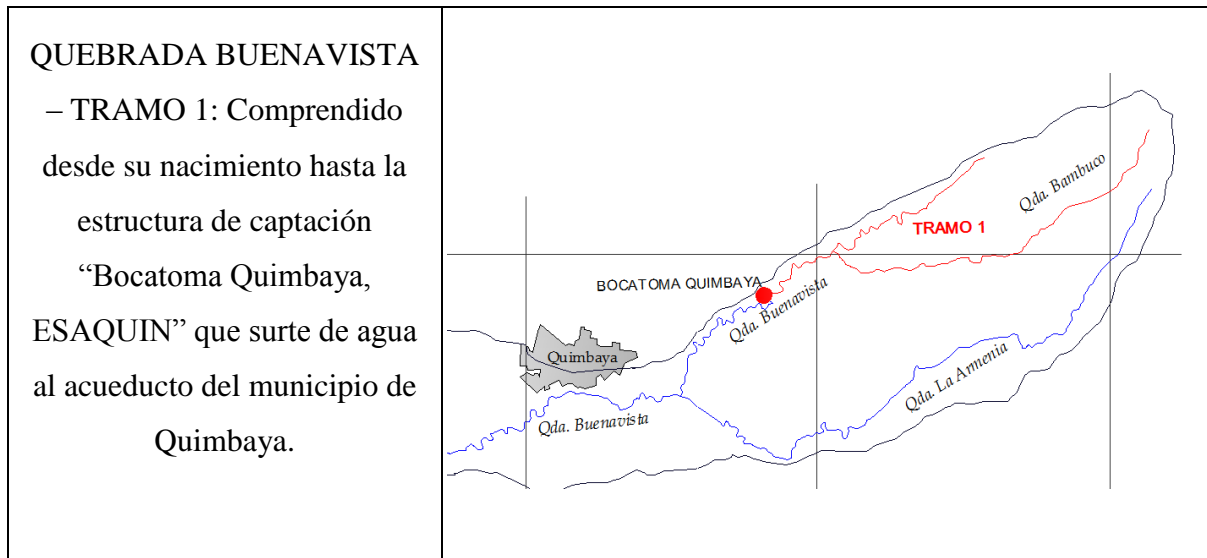 QUEBRADA BUENAVISTA
– TRAMO 1: Comprendido
desde su nacimiento hasta la
estructura de captación
“Bocatoma Quimbaya,
ESAQUIN” que surte de agua
al acueducto del municipio de
Quimbaya.
Qda. Bambuco
TRAMO 1
BOCATOMA QUIMBAYA
Qda. Buenavista
Quimbaya
Qda. La Armenia
Qda. Buenavista